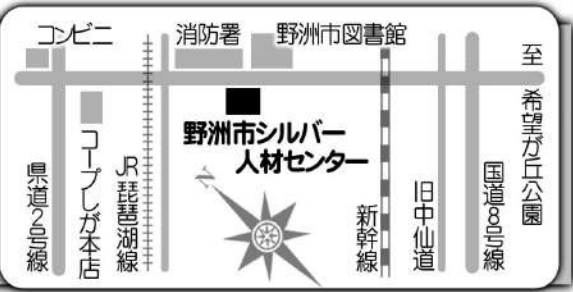 コンビニ
消防署
野洲市図書館
至 希望が丘公園
野洲市シルバー
人材センター
県道2号線
コープしが本店
JR琵琶湖線
N
新幹線
旧中仙道
国道8号線